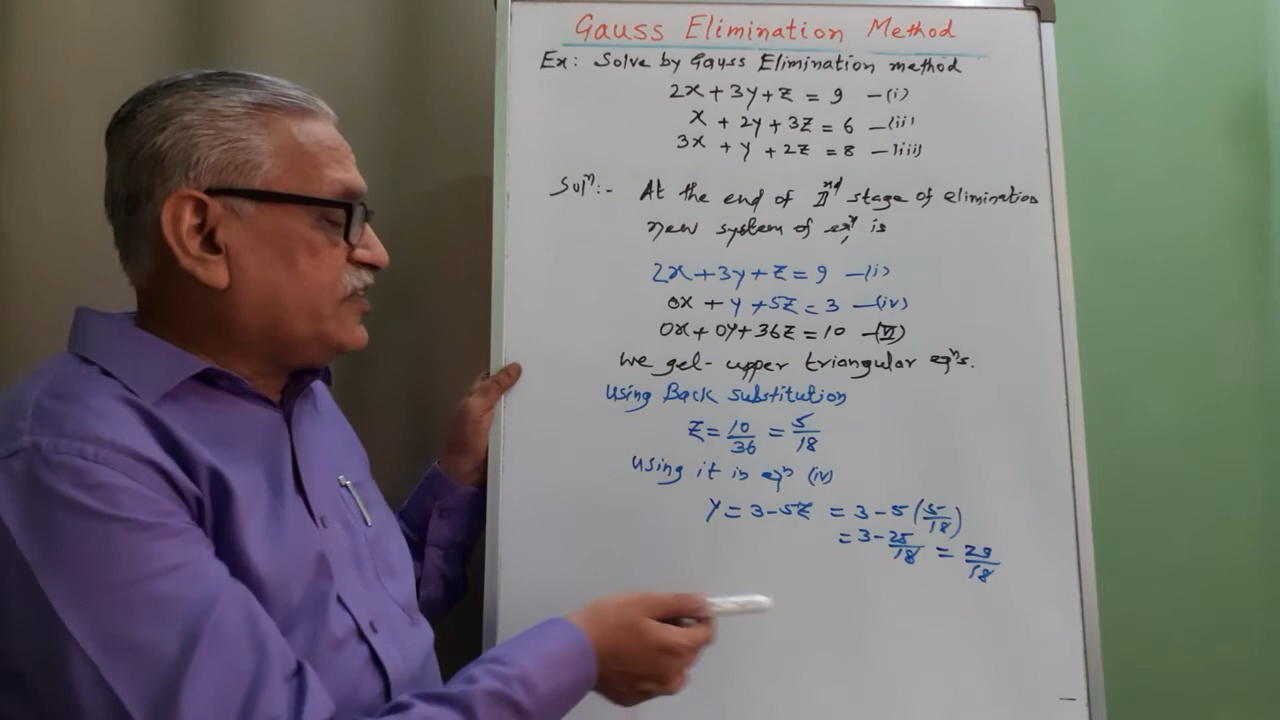 Gauss Elimination Method
Ex: Solve by Gauss Elimination method
2x + 3y + z = 9 —(i)
x + 2y + 3z = 6 —(ii)
3x + y + 2z = 8 —(iii)
Solⁿ:- At the end of IIⁿᵈ stage of elimination
new system of eqⁿ is
2x + 3y + z = 9 —(i)
0x + y + 5z = 3 —(iv)
0x + 0y + 36z = 10 —(VI)
We get upper triangular eqⁿs.
Using Back substitution
z = 10/36 = 5/18
Using it in eqⁿ (iv)
y = 3 - 5z = 3 - 5(5/18)
= 3 - 25/18 = 29/18